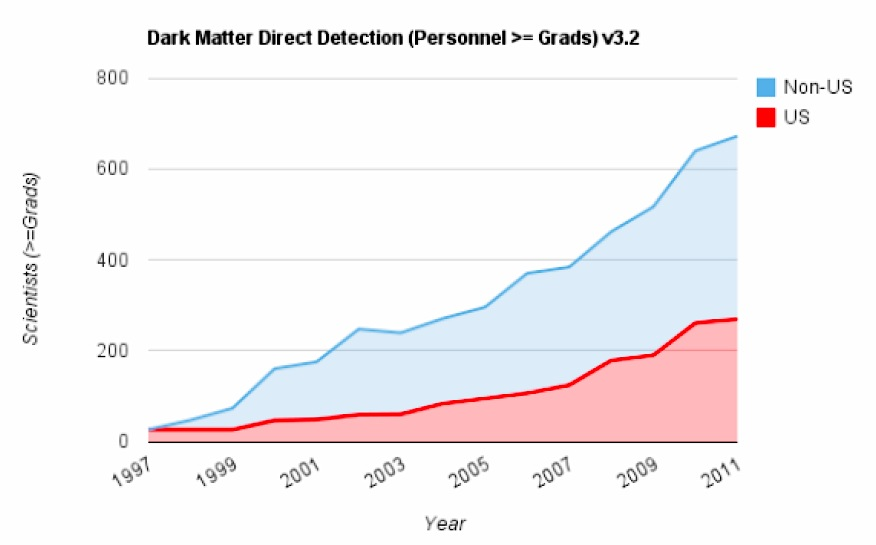 Dark Matter Direct Detection (Personnel >= Grads) v3.2
800
600
400
200
0
Scientists (>=Grads)
1997
1999
2001
2003
2005
2007
2009
2011
Year
Non-US
US